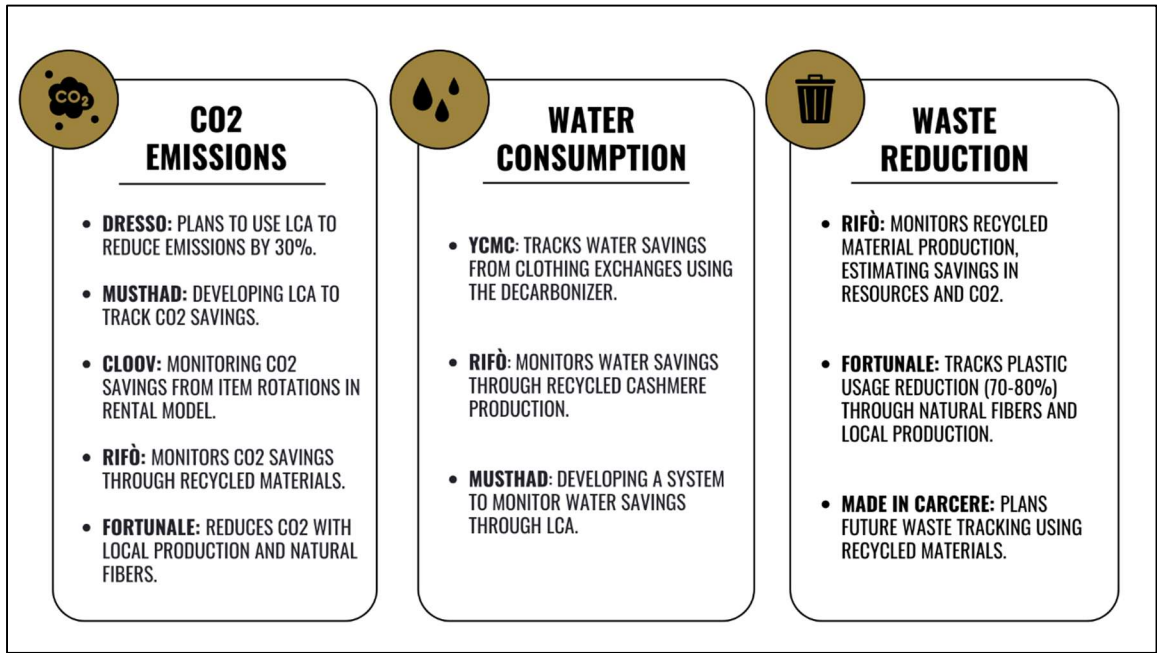 CO2
CO2
EMISSIONS
DRESSO: PLANS TO USE LCA TO
REDUCE EMISSIONS BY 30%.
MUSTHAD: DEVELOPING LCA TO
TRACK CO2 SAVINGS.
CLOOV: MONITORING CO2
SAVINGS FROM ITEM ROTATIONS IN
RENTAL MODEL.
RIFÒ: MONITORS CO2 SAVINGS
THROUGH RECYCLED MATERIALS.
FORTUNALE: REDUCES CO2 WITH
LOCAL PRODUCTION AND NATURAL
FIBERS.
WATER
CONSUMPTION
YCMC: TRACKS WATER SAVINGS
FROM CLOTHING EXCHANGES USING
THE DECARBONIZER.
RIFÒ: MONITORS WATER SAVINGS
THROUGH RECYCLED CASHMERE
PRODUCTION.
MUSTHAD: DEVELOPING A SYSTEM
TO MONITOR WATER SAVINGS
THROUGH LCA.
WASTE
REDUCTION
RIFÒ: MONITORS RECYCLED
MATERIAL PRODUCTION,
ESTIMATING SAVINGS IN
RESOURCES AND CO2.
FORTUNALE: TRACKS PLASTIC
USAGE REDUCTION (70-80%)
THROUGH NATURAL FIBERS AND
LOCAL PRODUCTION.
MADE IN CARCERE: PLANS
FUTURE WASTE TRACKING USING
RECYCLED MATERIALS.